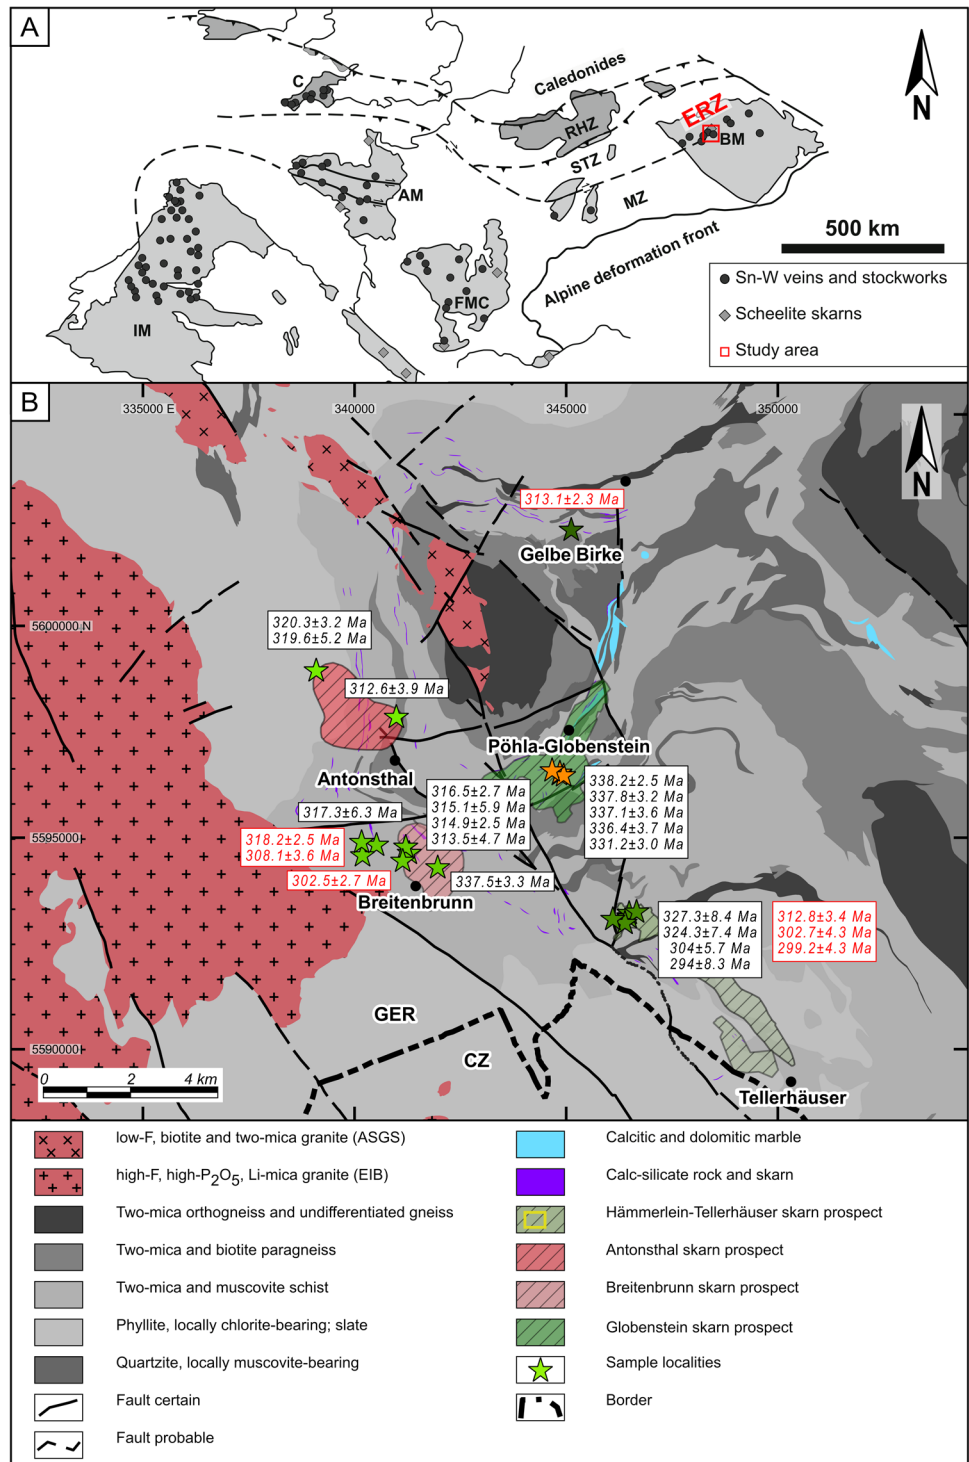 A
C
Caledonides
N
ERZ
RHZ
BM
STZ
AM
MZ
500 km
Alpine deformation front
FMC
IM
Sn-W veins and stockworks
Scheelite skarns
Study area
B
335000 E
340000
345000
350000
N
313.1±2.3 Ma
Gelbe Birke
5600000 N
320.3±3.2 Ma
319.6±5.2 Ma
312.6±3.9 Ma
Pöhla-Globenstein
Antonsthal
316.5±2.7 Ma
315.1±5.9 Ma
314.9±2.5 Ma
313.5±4.7 Ma
338.2±2.5 Ma
337.8±3.2 Ma
337.1±3.6 Ma
336.4±3.7 Ma
331.2±3.0 Ma
317.3±6.3 Ma
5595000
318.2±2.5 Ma
308.1±3.6 Ma
302.5±2.7 Ma
337.5±3.3 Ma
Breitenbrunn
327.3±8.4 Ma
324.3±7.4 Ma
304±5.7 Ma
294±8.3 Ma
312.8±3.4 Ma
302.7±4.3 Ma
299.2±4.3 Ma
GER
CZ
5590000
0 2 4 km
Tellerhäuser
low-F, biotite and two-mica granite (ASGS)
high-F, high-P2O5, Li-mica granite (EIB)
Two-mica orthogneiss and undifferentiated gneiss
Two-mica and biotite paragneiss
Two-mica and muscovite schist
Phyllite, locally chlorite-bearing; slate
Quartzite, locally muscovite-bearing
Fault certain
Fault probable
Calcitic and dolomitic marble
Calc-silicate rock and skarn
Hämmerlein-Tellerhäuser skarn prospect
Antonsthal skarn prospect
Breitenbrunn skarn prospect
Globenstein skarn prospect
Sample localities
Border